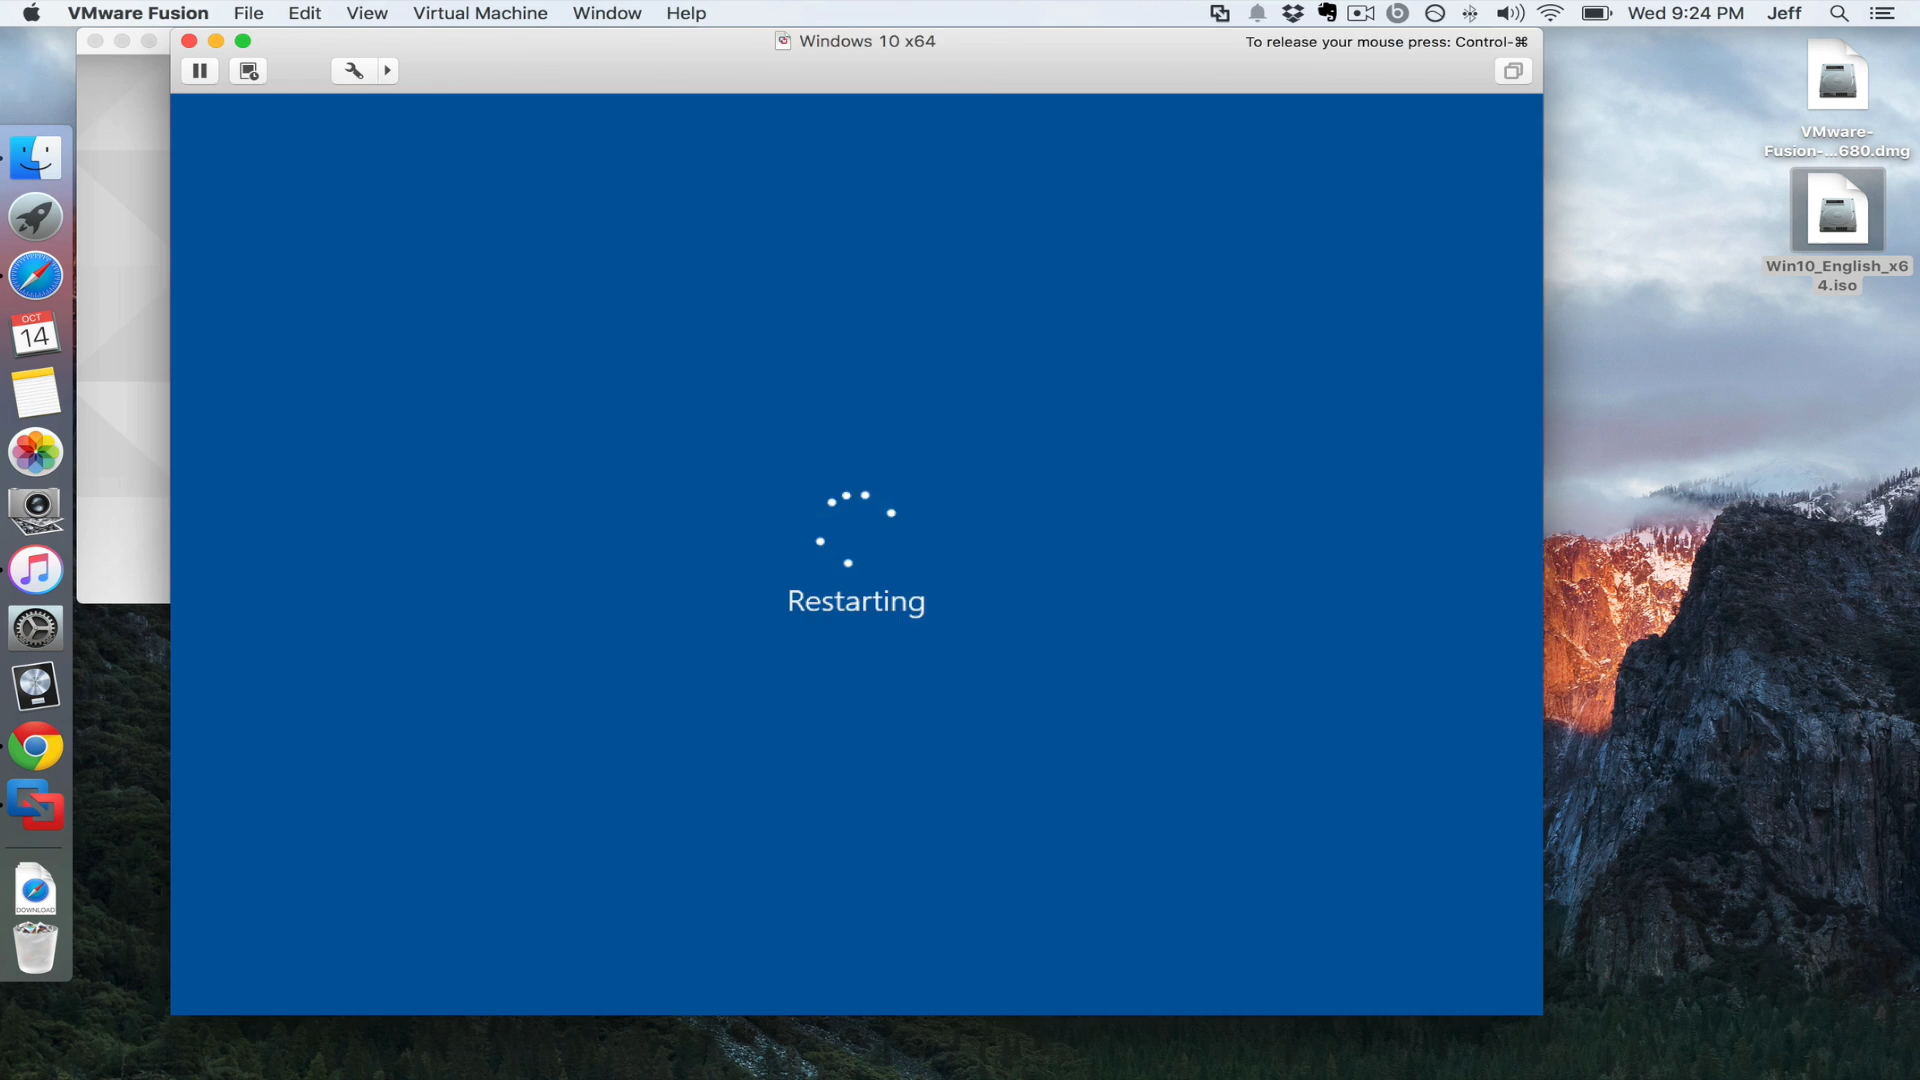 VMware Fusion File Edit View Virtual Machine Window Help Wed 9:24 PM Jeff
Windows 10 x64
To release your mouse press: Control-⌘
VMware-
Fusion-...680.dmg
Win10_English_x6
4.iso
OCT
14
Restarting
DOWNLOAD